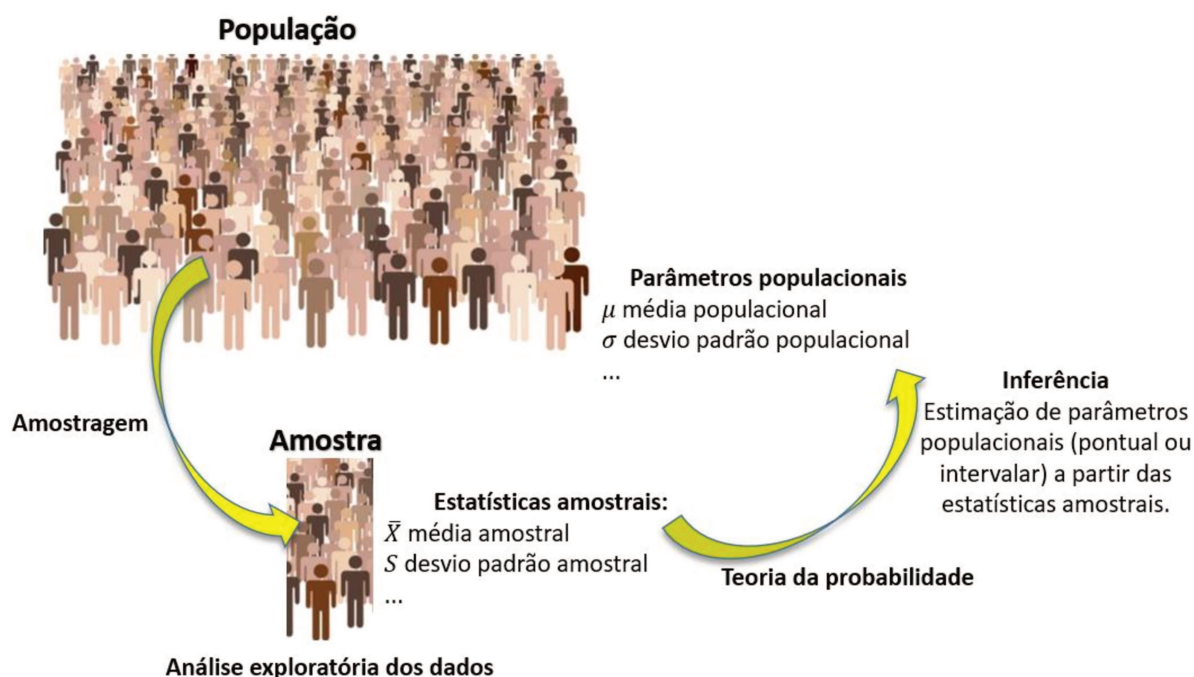 População
Parâmetros populacionais
μ média populacional
σ desvio padrão populacional
...
Inferência
Estimação de parâmetros
populacionais (pontual ou
intervalar) a partir das
estatísticas amostrais.
Amostragem
Amostra
Estatísticas amostrais:
X̄ média amostral
S desvio padrão amostral
...
Teoria da probabilidade
Análise exploratória dos dados